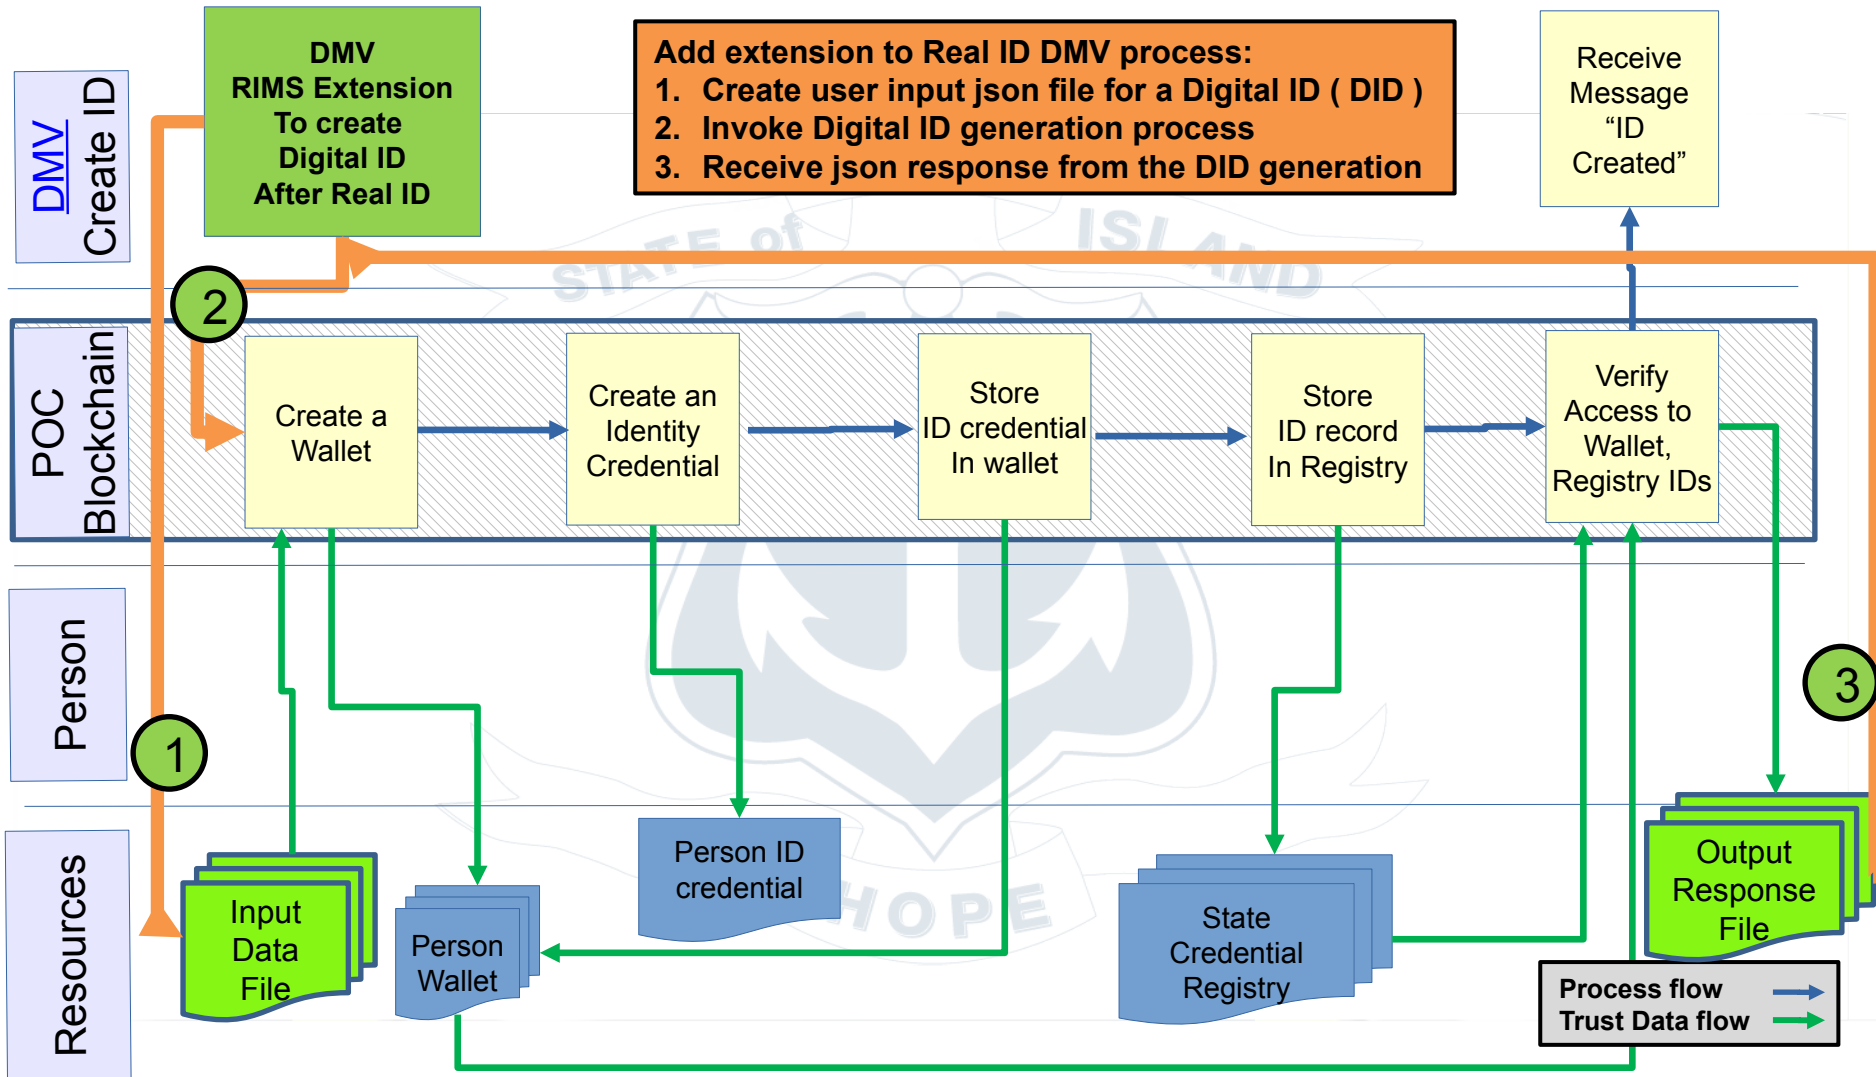 DMV
Create ID
DMV
RIMS Extension
To create
Digital ID
After Real ID
Add extension to Real ID DMV process:
1. Create user input json file for a Digital ID ( DID )
2. Invoke Digital ID generation process
3. Receive json response from the DID generation
Receive
Message
“ID
Created”
STATE of
ISLAND
2
POC
Blockchain
Create a
Wallet
Create an
Identity
Credential
Store
ID credential
In wallet
Store
ID record
In Registry
Verify
Access to
Wallet,
Registry IDs
Person
1
3
Resources
Input
Data
File
Person
Wallet
Person ID
credential
HOPE
State
Credential
Registry
Output
Response
File
Process flow
Trust Data flow